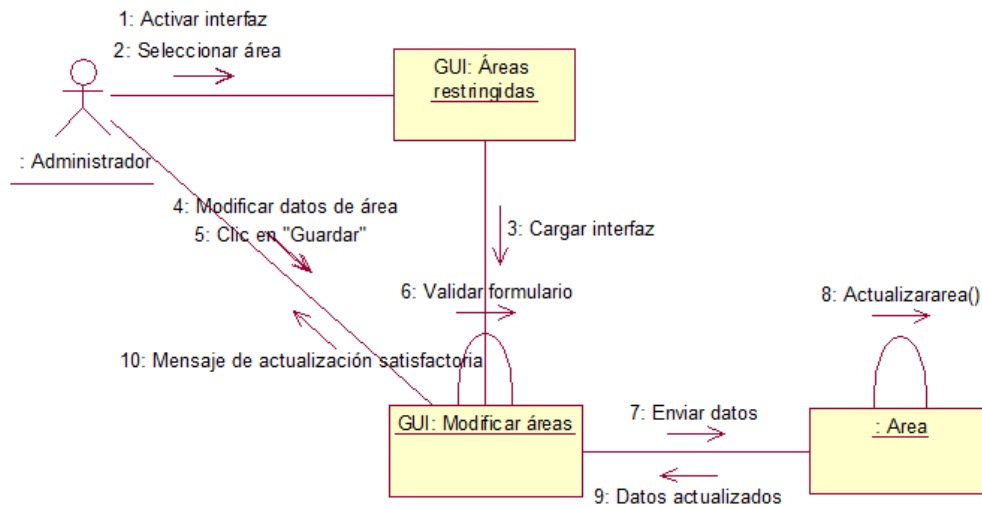 1: Activar interfaz
2: Seleccionar área
GUI: Áreas
restringidas
: Administrador
4: Modificar datos de área
5: Clic en "Guardar"
3: Cargar interfaz
6: Validar formulario
8: Actualizararea()
10: Mensaje de actualización satisfactoria
GUI: Modificar áreas
7: Enviar datos
: Area
9: Datos actualizados